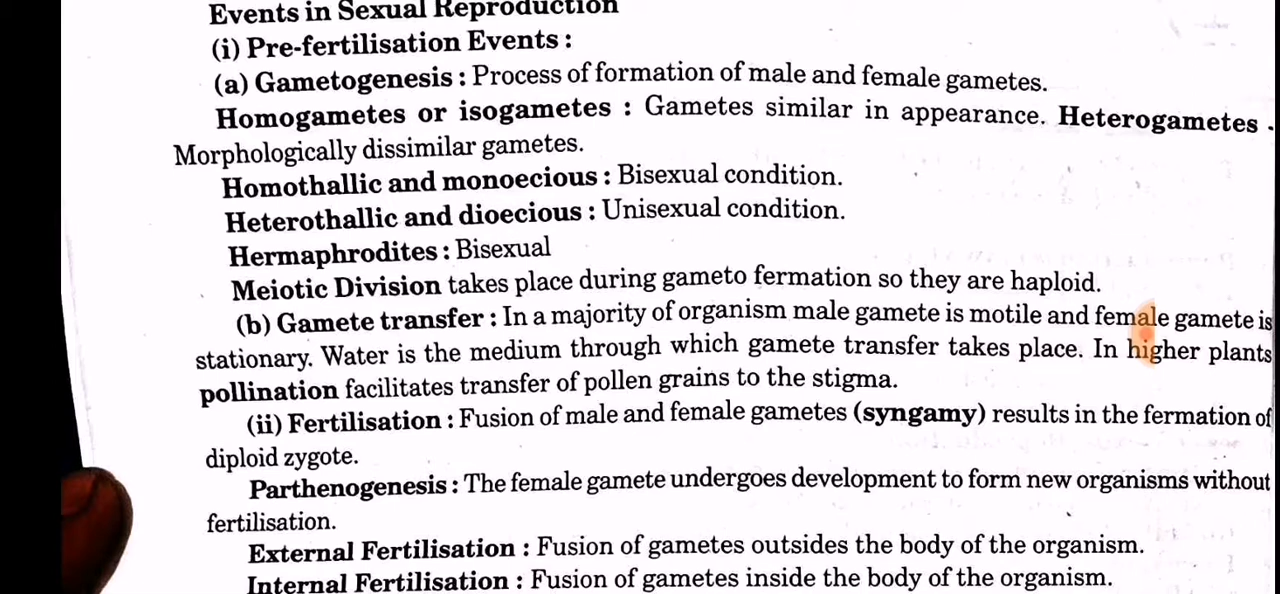 Events in Sexual Reproduction
(i) Pre-fertilisation Events :
(a) Gametogenesis : Process of formation of male and female gametes.
Homogametes or isogametes : Gametes similar in appearance. Heterogametes .
Morphologically dissimilar gametes.
Homothallic and monoecious : Bisexual condition.
Heterothallic and dioecious : Unisexual condition.
Hermaphrodites : Bisexual
Meiotic Division takes place during gameto fermation so they are haploid.
(b) Gamete transfer : In a majority of organism male gamete is motile and female gamete is
stationary. Water is the medium through which gamete transfer takes place. In higher plants
pollination facilitates transfer of pollen grains to the stigma.
(ii) Fertilisation : Fusion of male and female gametes (syngamy) results in the fermation of
diploid zygote.
Parthenogenesis : The female gamete undergoes development to form new organisms without
fertilisation.
External Fertilisation : Fusion of gametes outsides the body of the organism.
Internal Fertilisation : Fusion of gametes inside the body of the organism.